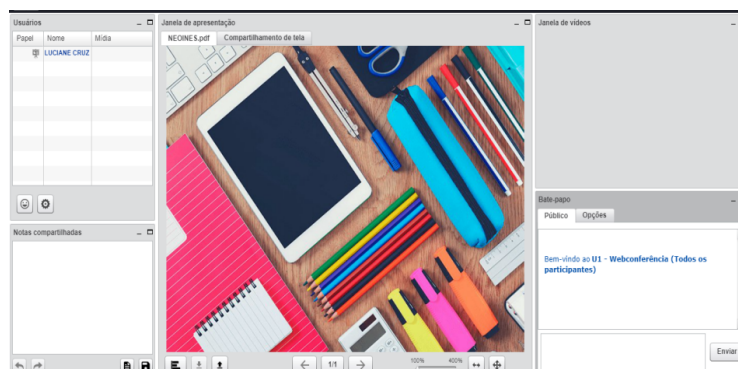 Usuários
Papel Nome Mídia
LUCIANE CRUZ
Notas compartilhadas
Janela de apresentação
NEOINES.pdf Compartilhamento de tela
1/1
100% 400%
Janela de vídeos
Bate-papo
Público Opções
Bem-vindo ao U1 - Webconferência (Todos os
participantes)
Enviar